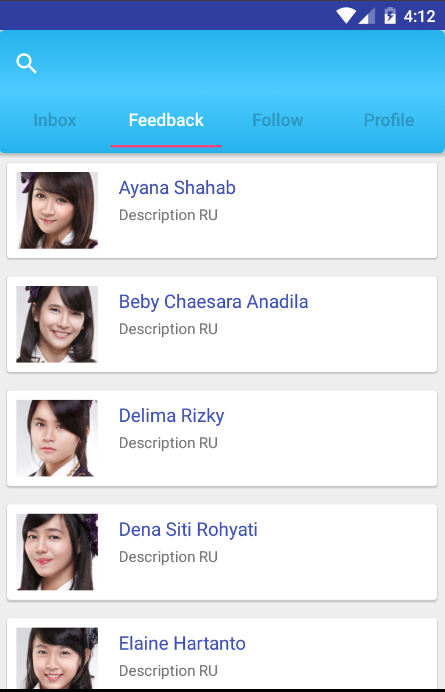 4:12
Inbox Feedback Follow Profile
Ayana Shahab
Description RU
Beby Chaesara Anadila
Description RU
Delima Rizky
Description RU
Dena Siti Rohyati
Description RU
Elaine Hartanto
Description RU